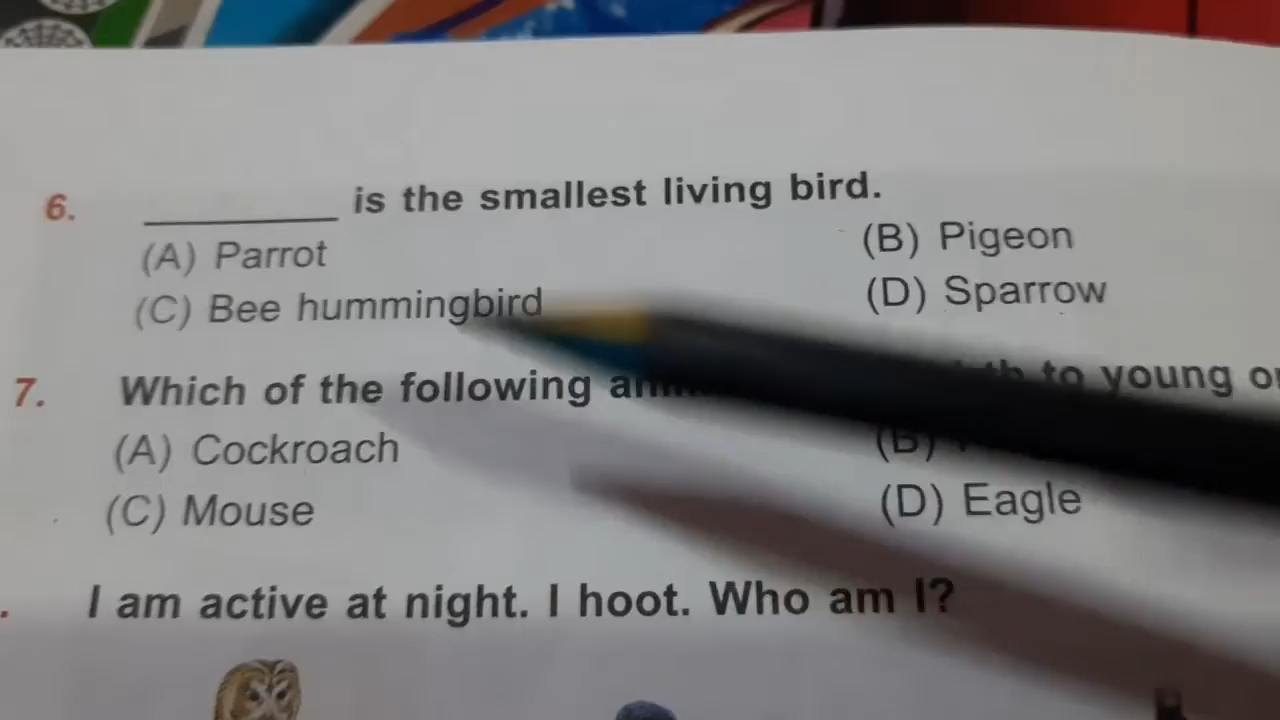 6. __________ is the smallest living bird.
(A) Parrot (B) Pigeon
(C) Bee hummingbird (D) Sparrow
7. Which of the following to young
(A) Cockroach (B)
(C) Mouse (D) Eagle
I am active at night. I hoot. Who am I?